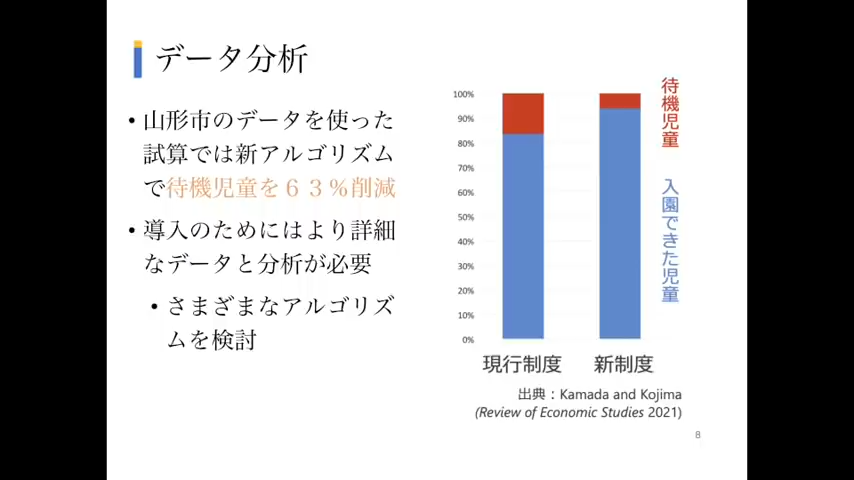 データ分析
• 山形市のデータを使った
試算では新アルゴリズム
で待機児童を６３％削減
• 導入のためにはより詳細
なデータと分析が必要
• さまざまなアルゴリズ
ムを検討
100%
90%
80%
70%
60%
50%
40%
30%
20%
10%
0%
現行制度
新制度
待機児童
入園できた児童
出典：Kamada and Kojima
(Review of Economic Studies 2021)
8